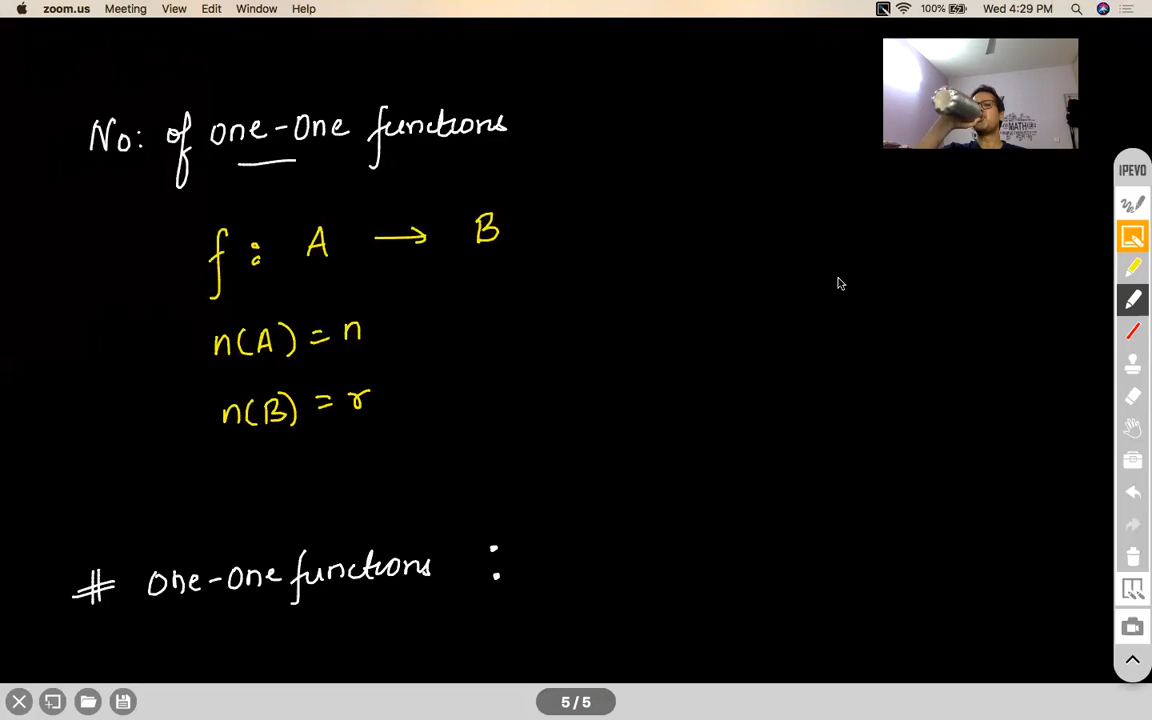 zoom.us Meeting View Edit Window Help 100% Wed 4:29 PM
MATH
No: of one-one functions
IPEVO
f : A → B
n(A) = n
n(B) = r
# one-one functions :
5 / 5